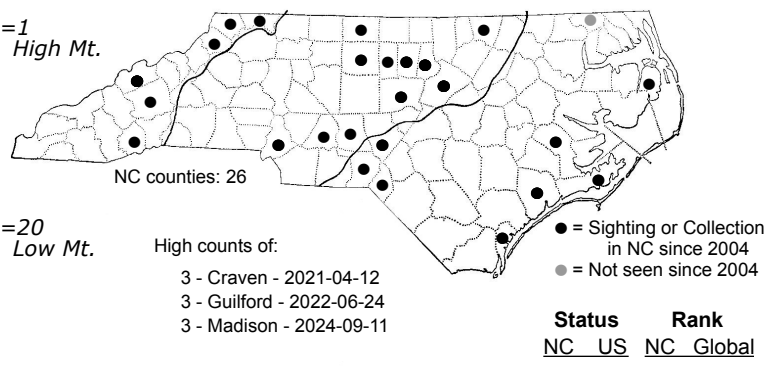 =1
High Mt.
NC counties: 26
=20
Low Mt.
High counts of:
3 - Craven - 2021-04-12
3 - Guilford - 2022-06-24
3 - Madison - 2024-09-11
● = Sighting or Collection
in NC since 2004
● = Not seen since 2004
Status Rank
NC US NC Global